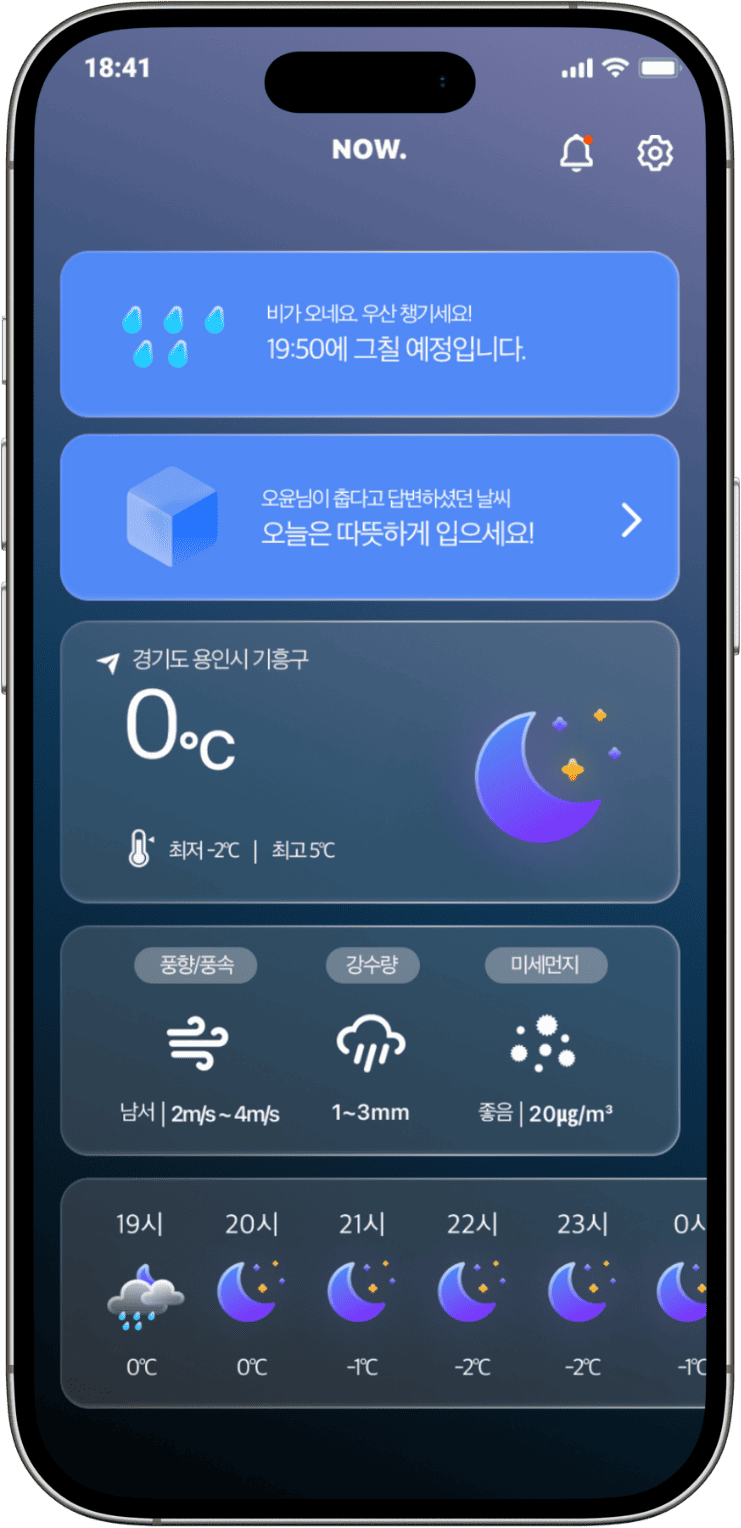 18:41
NOW.
비가 오네요. 우산 챙기세요!
19:50에 그칠 예정입니다.
오윤님이 춥다고 답변하셨던 날씨
오늘은 따뜻하게 입으세요!
경기도 용인시 기흥구
0℃
최저 -2℃ | 최고 5℃
풍향/풍속 강수량 미세먼지
남서 | 2m/s ~ 4m/s 1~3mm 좋음 | 20㎍/m³
19시 20시 21시 22시 23시 0시
0℃ 0℃ -1℃ -2℃ -2℃ -1℃